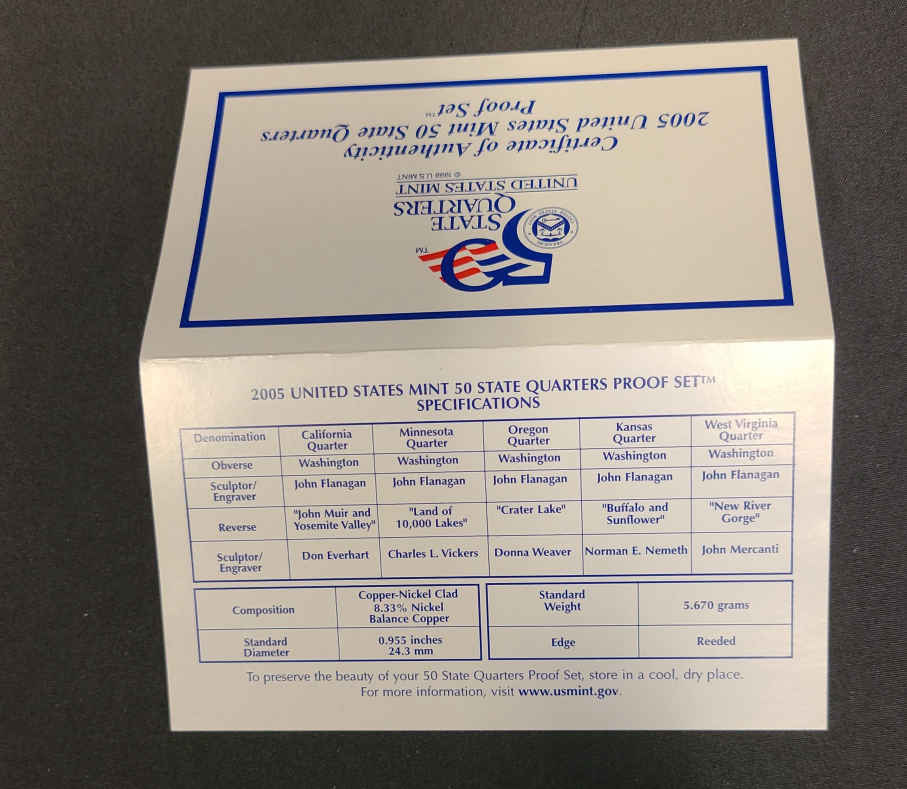 2005 United States Mint 50 State Quarters
Proof Set™
Certificate of Authenticity
© 1998 U.S. MINT
UNITED STATES MINT
STATE
QUARTERS
50
TM
2005 UNITED STATES MINT 50 STATE QUARTERS PROOF SET™
SPECIFICATIONS
Denomination
California
Quarter
Minnesota
Quarter
Oregon
Quarter
Kansas
Quarter
West Virginia
Quarter
Obverse
Washington
Washington
Washington
Washington
Washington
Sculptor/
Engraver
John Flanagan
John Flanagan
John Flanagan
John Flanagan
John Flanagan
Reverse
"John Muir and
Yosemite Valley"
"Land of
10,000 Lakes"
"Crater Lake"
"Buffalo and
Sunflower"
"New River
Gorge"
Sculptor/
Engraver
Don Everhart
Charles L. Vickers
Donna Weaver
Norman E. Nemeth
John Mercanti
Composition
Copper-Nickel Clad
8.33% Nickel
Balance Copper
Standard
Diameter
0.955 inches
24.3 mm
Standard
Weight
5.670 grams
Edge
Reeded
To preserve the beauty of your 50 State Quarters Proof Set, store in a cool, dry place.
For more information, visit www.usmint.gov.